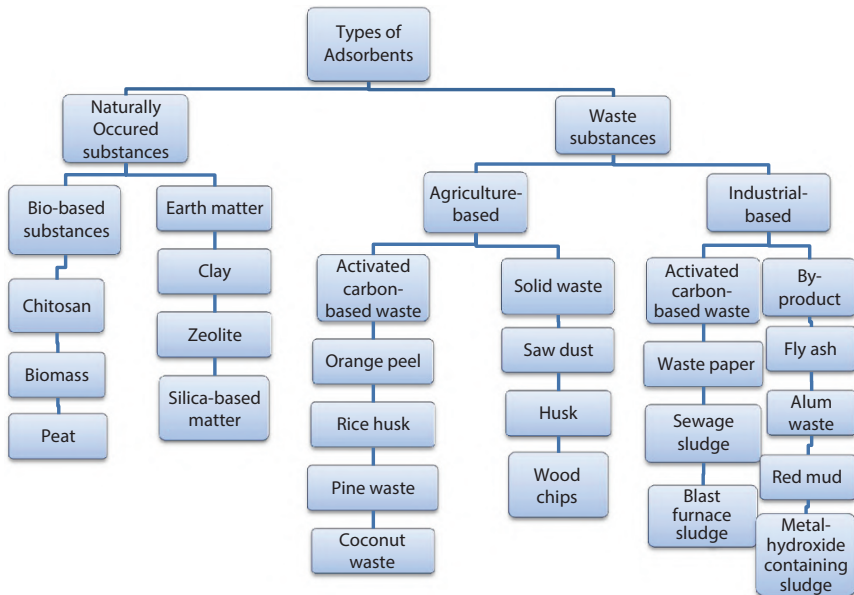 Types of
Adsorbents
Naturally
Occured
substances
Waste
substances
Bio-based
substances
Earth matter
Agriculture-
based
Industrial-
based
Chitosan
Biomass
Peat
Clay
Zeolite
Silica-based
matter
Activated
carbon-
based waste
Orange peel
Rice husk
Pine waste
Coconut
waste
Solid waste
Saw dust
Husk
Wood
chips
Activated
carbon-
based waste
Waste paper
Sewage
sludge
Blast
furnace
sludge
By-
product
Fly ash
Alum
waste
Red mud
Metal-
hydroxide
containing
sludge